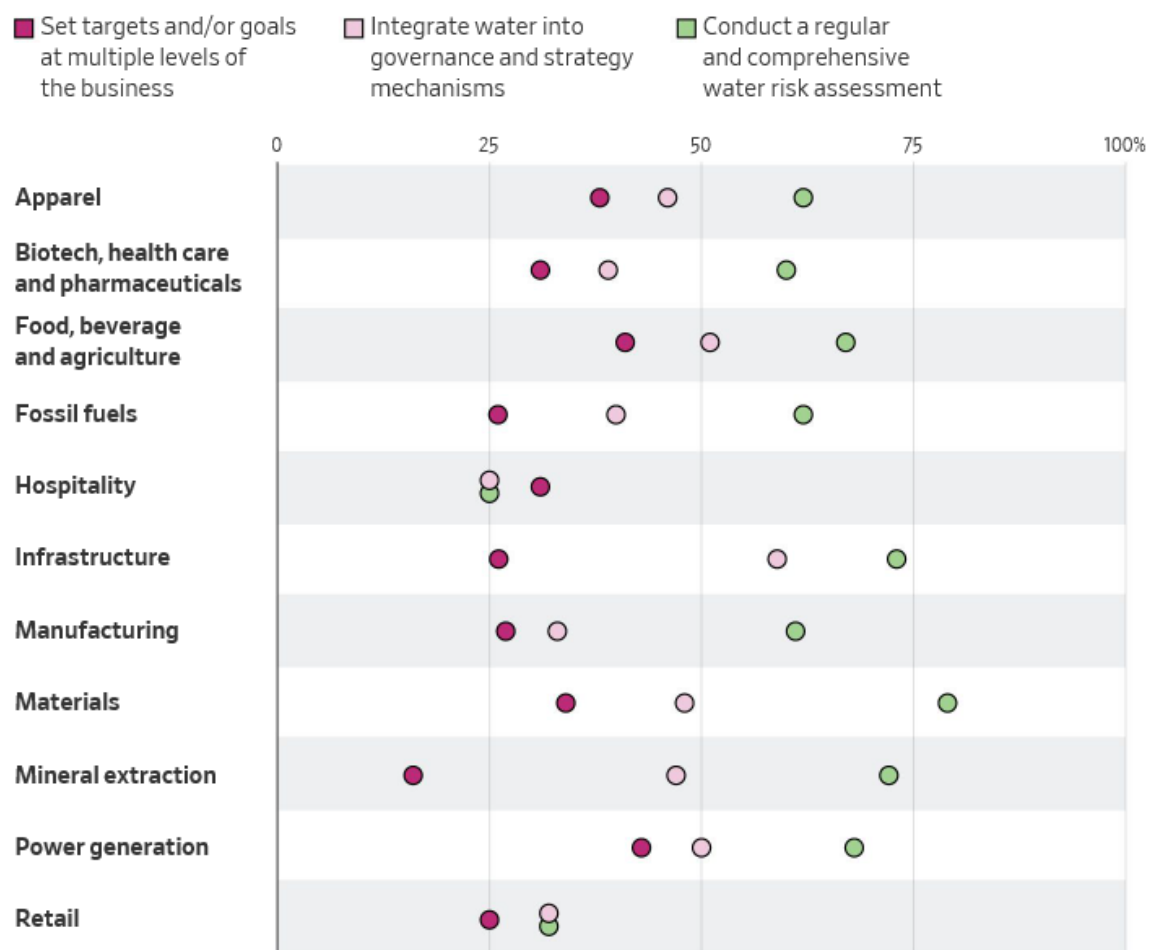 Set targets and/or goals
at multiple levels of
the business
Integrate water into
governance and strategy
mechanisms
Conduct a regular
and comprehensive
water risk assessment
0 25 50 75 100%
Apparel
Biotech, health care
and pharmaceuticals
Food, beverage
and agriculture
Fossil fuels
Hospitality
Infrastructure
Manufacturing
Materials
Mineral extraction
Power generation
Retail